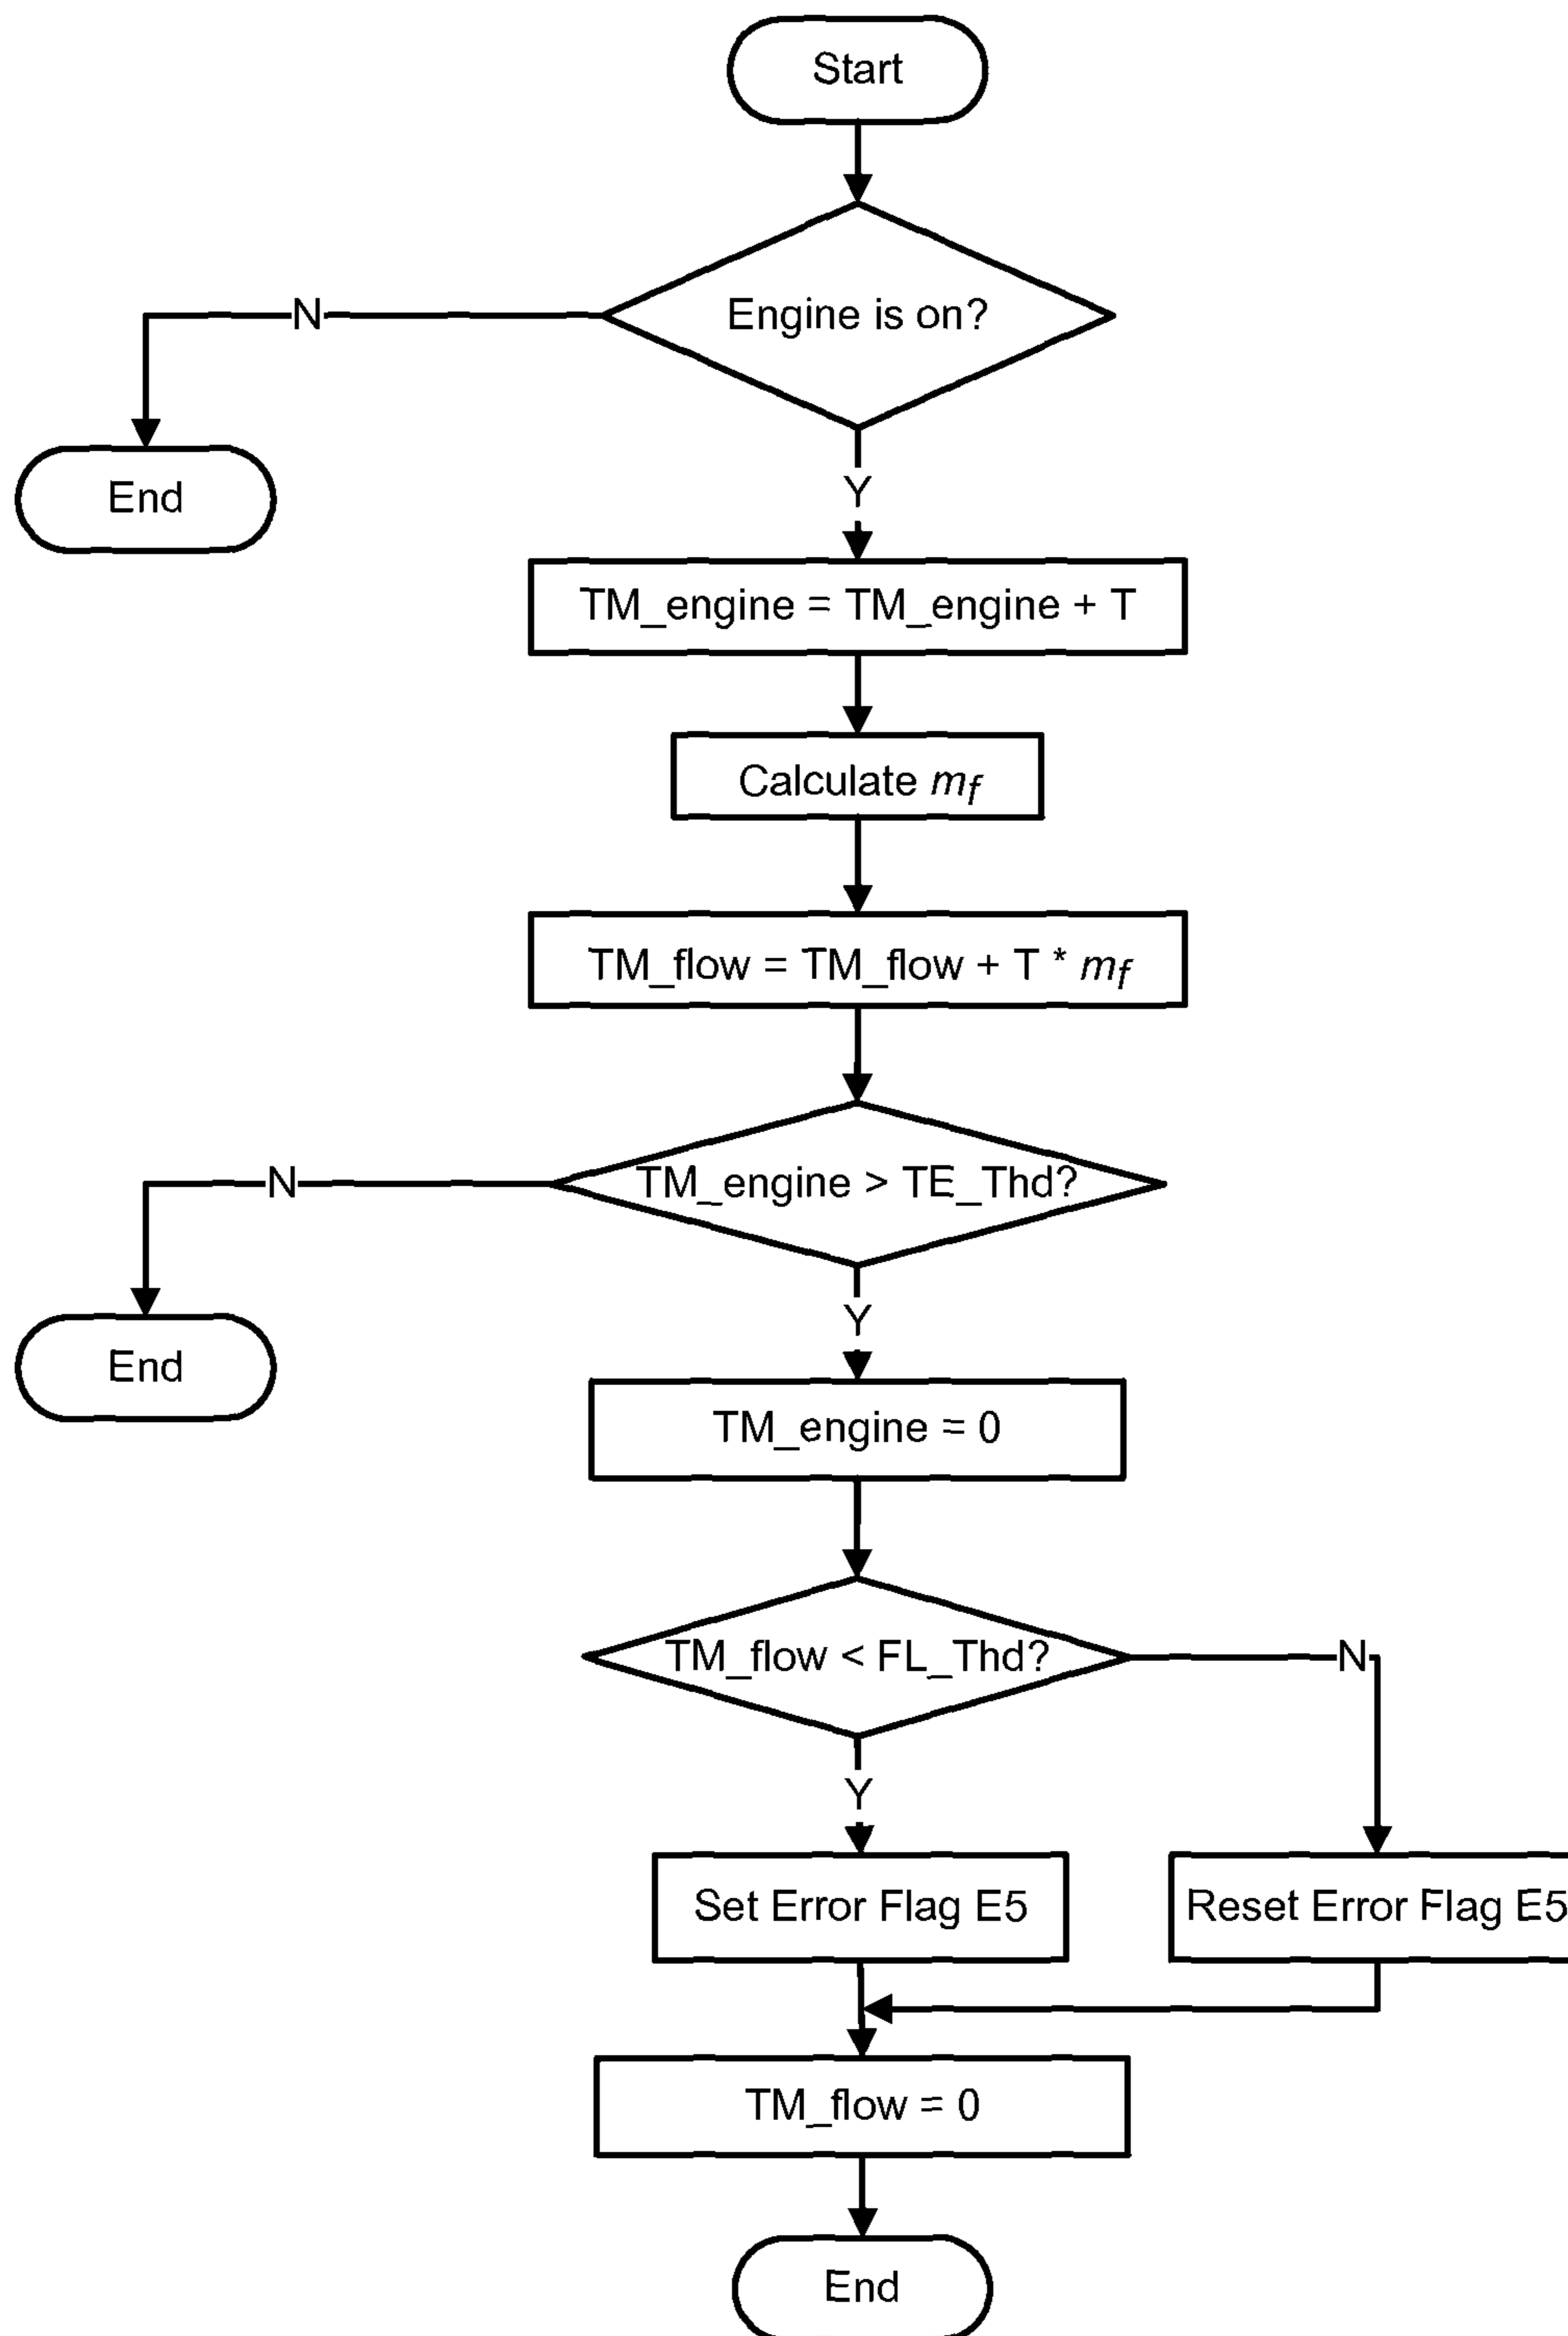 Start
Engine is on?
N
End
Y
TM_engine = TM_engine + T
Calculate mf
TM_flow = TM_flow + T * mf
TM_engine > TE_Thd?
N
End
Y
TM_engine = 0
TM_flow < FL_Thd?
N
Y
Set Error Flag E5
Reset Error Flag E5
TM_flow = 0
End